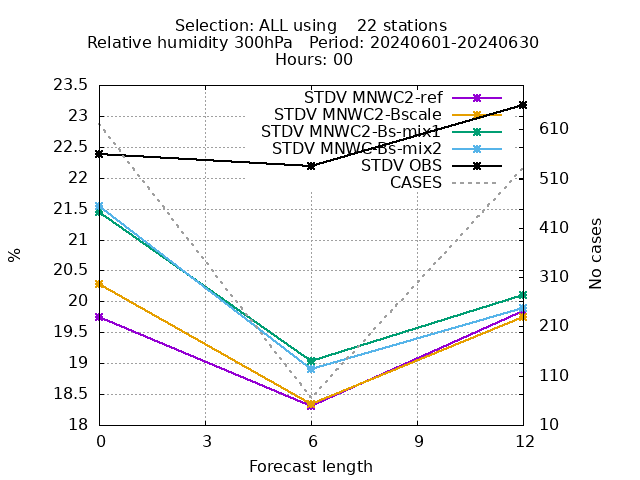 Selection: ALL using    22 stations
Relative humidity 300hPa   Period: 20240601-20240630
Hours: 00
STDV MNWC2-ref
STDV MNWC2-Bscale
STDV MNWC2-Bs-mix1
STDV MNWC-Bs-mix2
STDV OBS
CASES
23.5
23
22.5
22
21.5
21
20.5
20
19.5
19
18.5
18
%
610
510
410
310
210
110
10
No cases
0 3 6 9 12
Forecast length